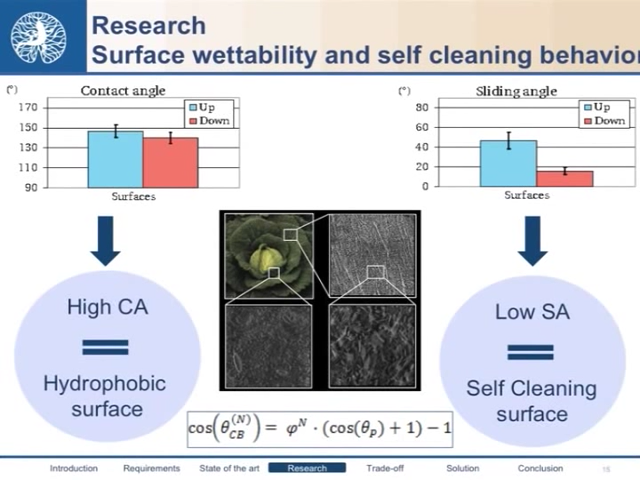 Research
Surface wettability and self cleaning behavior
(°)
Contact angle
170
150
130
110
90
Up
Down
Surfaces
(°)
Sliding angle
80
60
40
20
0
Up
Down
Surfaces
High CA
Hydrophobic
surface
Low SA
Self Cleaning
surface
cos(θ_CB^(N)) = φ^N · (cos(θ_p) + 1) − 1
Introduction Requirements State of the art Research Trade-off Solution Conclusion 15